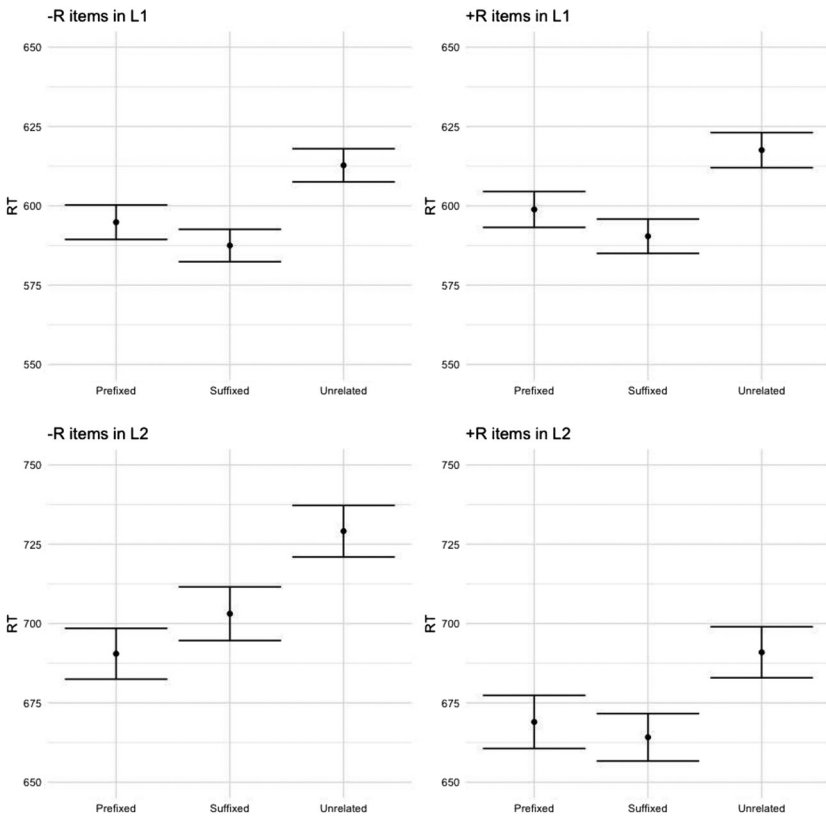 -R items in L1
650
625
600
575
550
RT
Prefixed Suffixed Unrelated
+R items in L1
650
625
600
575
550
RT
Prefixed Suffixed Unrelated
-R items in L2
750
725
700
675
650
RT
Prefixed Suffixed Unrelated
+R items in L2
750
725
700
675
650
RT
Prefixed Suffixed Unrelated